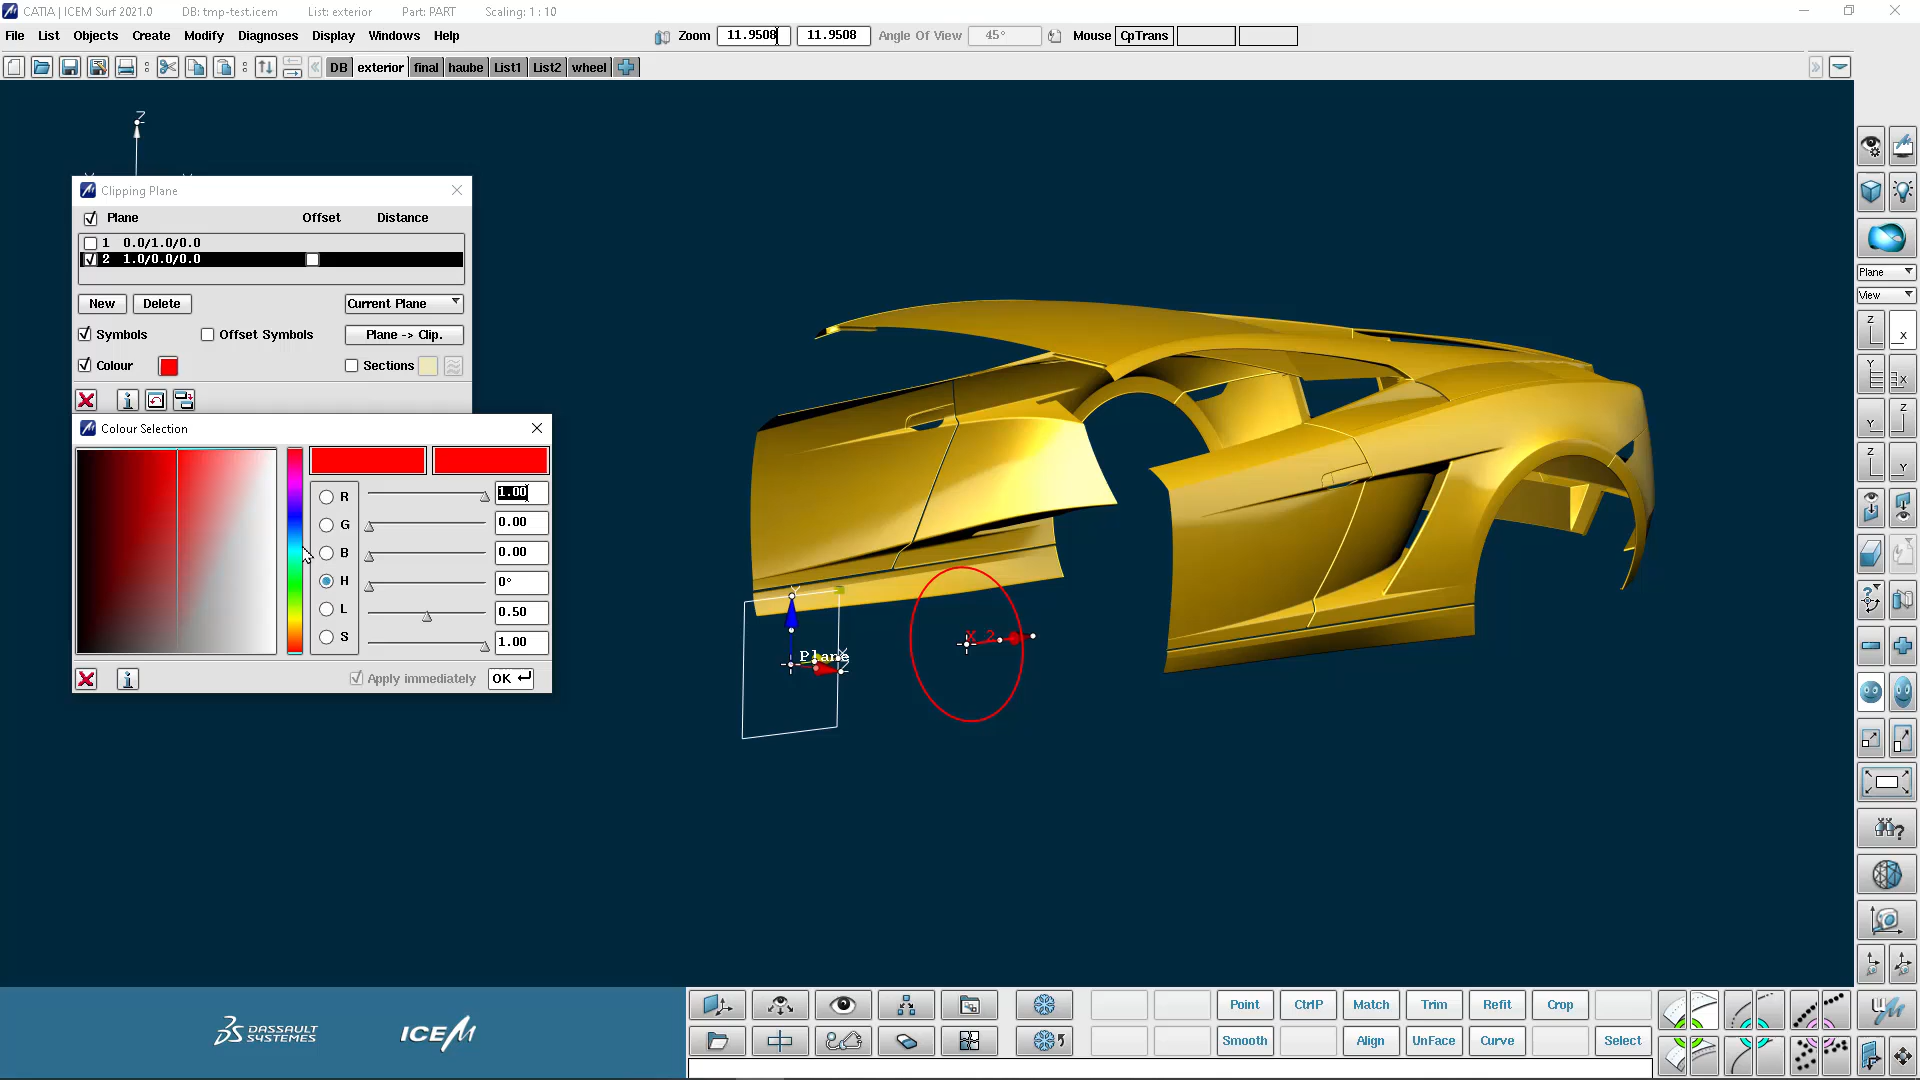 CATIA | ICEM Surf 2021.0 DB: tmp-test.icem List: exterior Part: PART Scaling: 1 : 10
File List Objects Create Modify Diagnoses Display Windows Help Zoom 11.9508 11.9508 Angle Of View 45° Mouse CpTrans
DB exterior final haube List1 List2 wheel
Z
Clipping Plane
Plane Offset Distance
1 0.0/1.0/0.0
2 1.0/0.0/0.0
New Delete Current Plane
Symbols Offset Symbols Plane -> Clip.
Colour Sections
Colour Selection
R 1.00
G 0.00
B 0.00
H 0°
L 0.50
S 1.00
Apply immediately OK
Plane
X 2
Plane
View
Z
X
Y
X
Y
Z
Z
Y
DASSAULT SYSTEMES
ICEM
Point CtrlP Match Trim Refit Crop
Smooth Align UnFace Curve Select